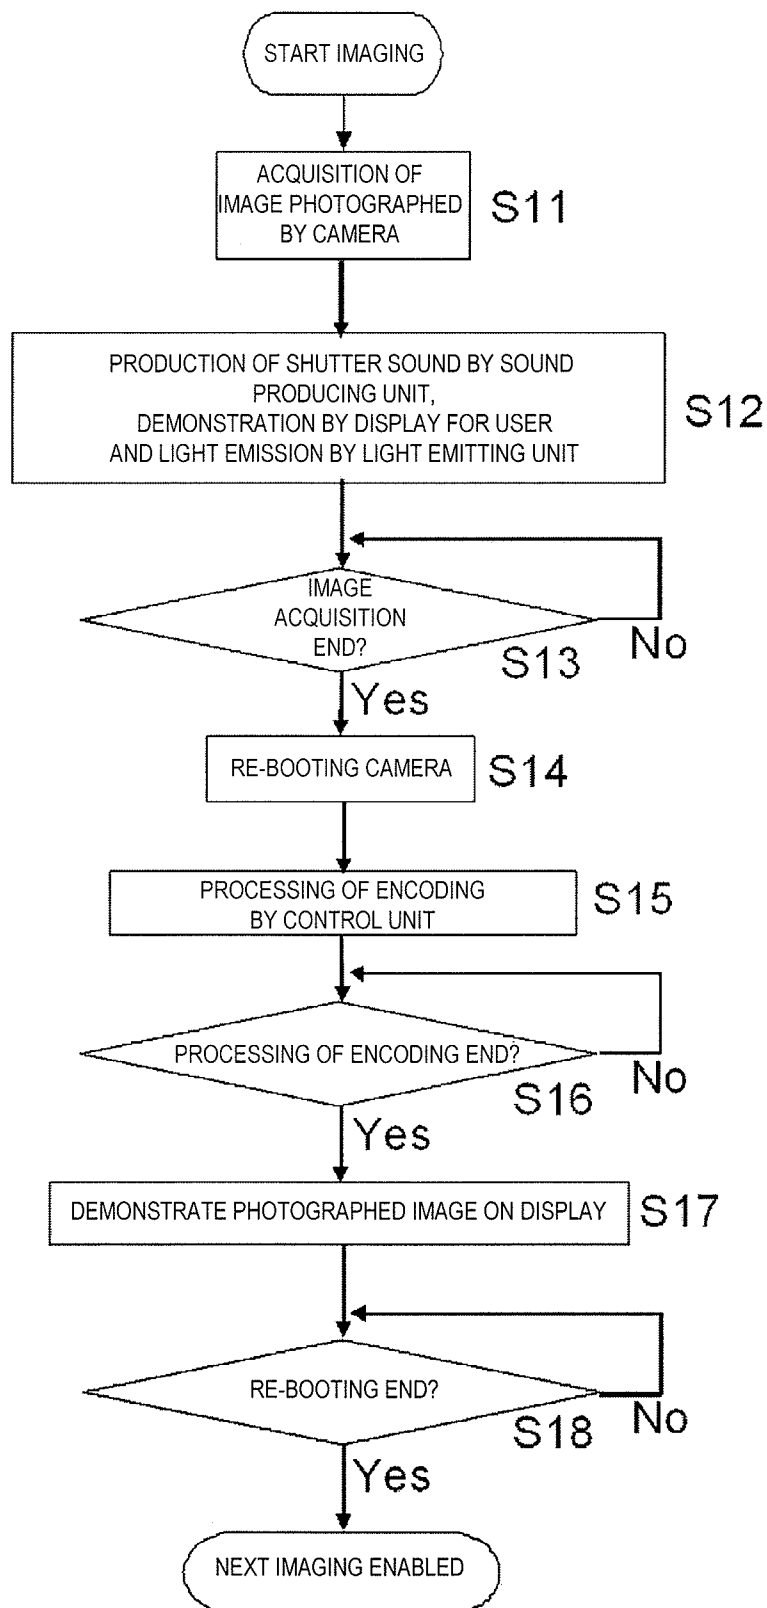 START IMAGING
ACQUISITION OF
IMAGE PHOTOGRAPHED
BY CAMERA
S11
PRODUCTION OF SHUTTER SOUND BY SOUND
PRODUCING UNIT,
DEMONSTRATION BY DISPLAY FOR USER
AND LIGHT EMISSION BY LIGHT EMITTING UNIT
S12
IMAGE
ACQUISITION
END?
S13
No
Yes
RE-BOOTING CAMERA
S14
PROCESSING OF ENCODING
BY CONTROL UNIT
S15
PROCESSING OF ENCODING END?
S16
No
Yes
DEMONSTRATE PHOTOGRAPHED IMAGE ON DISPLAY
S17
RE-BOOTING END?
S18
No
Yes
NEXT IMAGING ENABLED